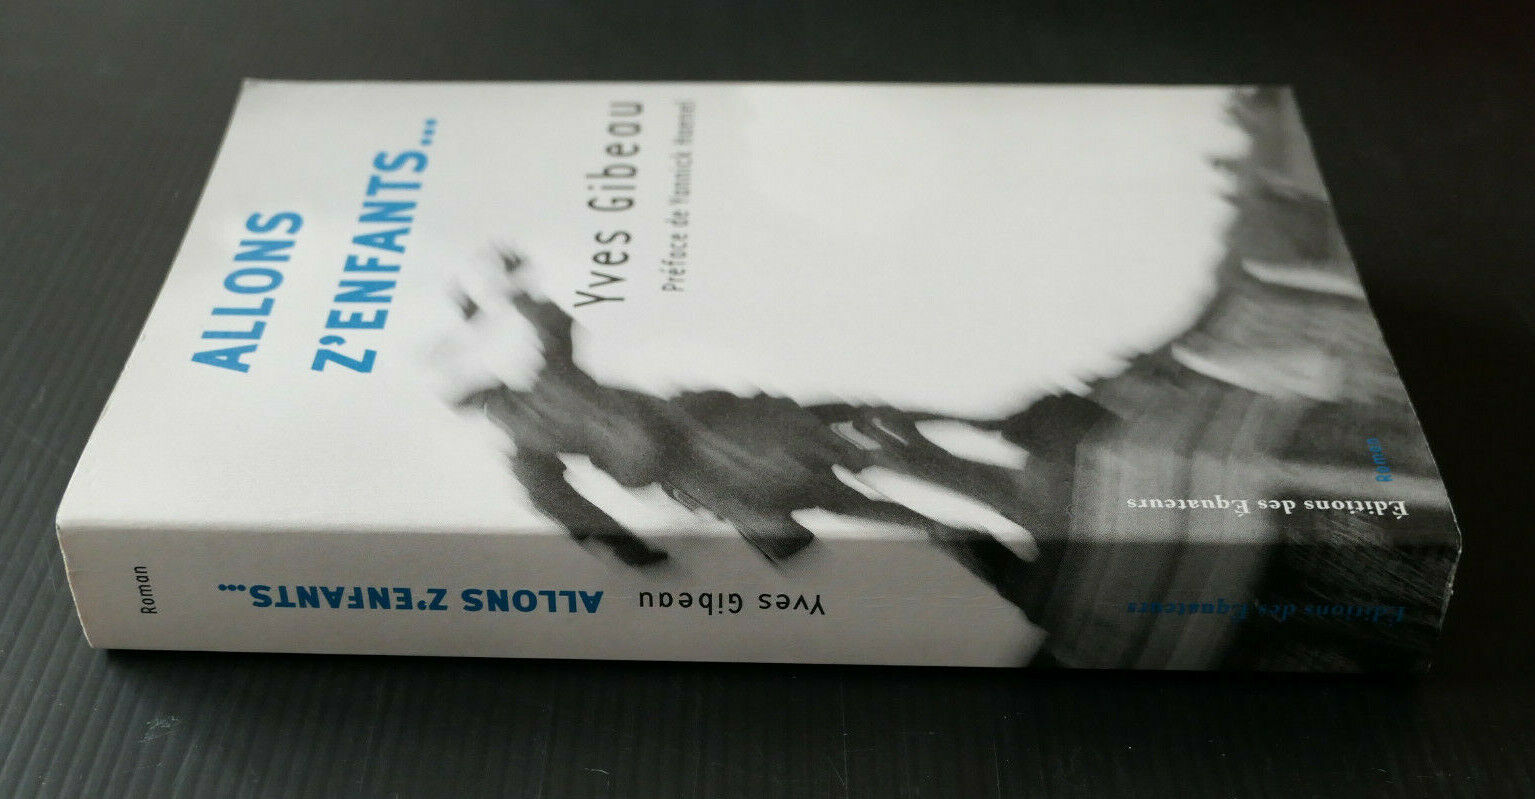 ALLONS
Z'ENFANTS...
Yves Gibeau
Préface de Yannick Haenel
Roman
Éditions des Équateurs
Roman
ALLONS Z'ENFANTS...
Yves Gibeau
Éditions des Équateurs